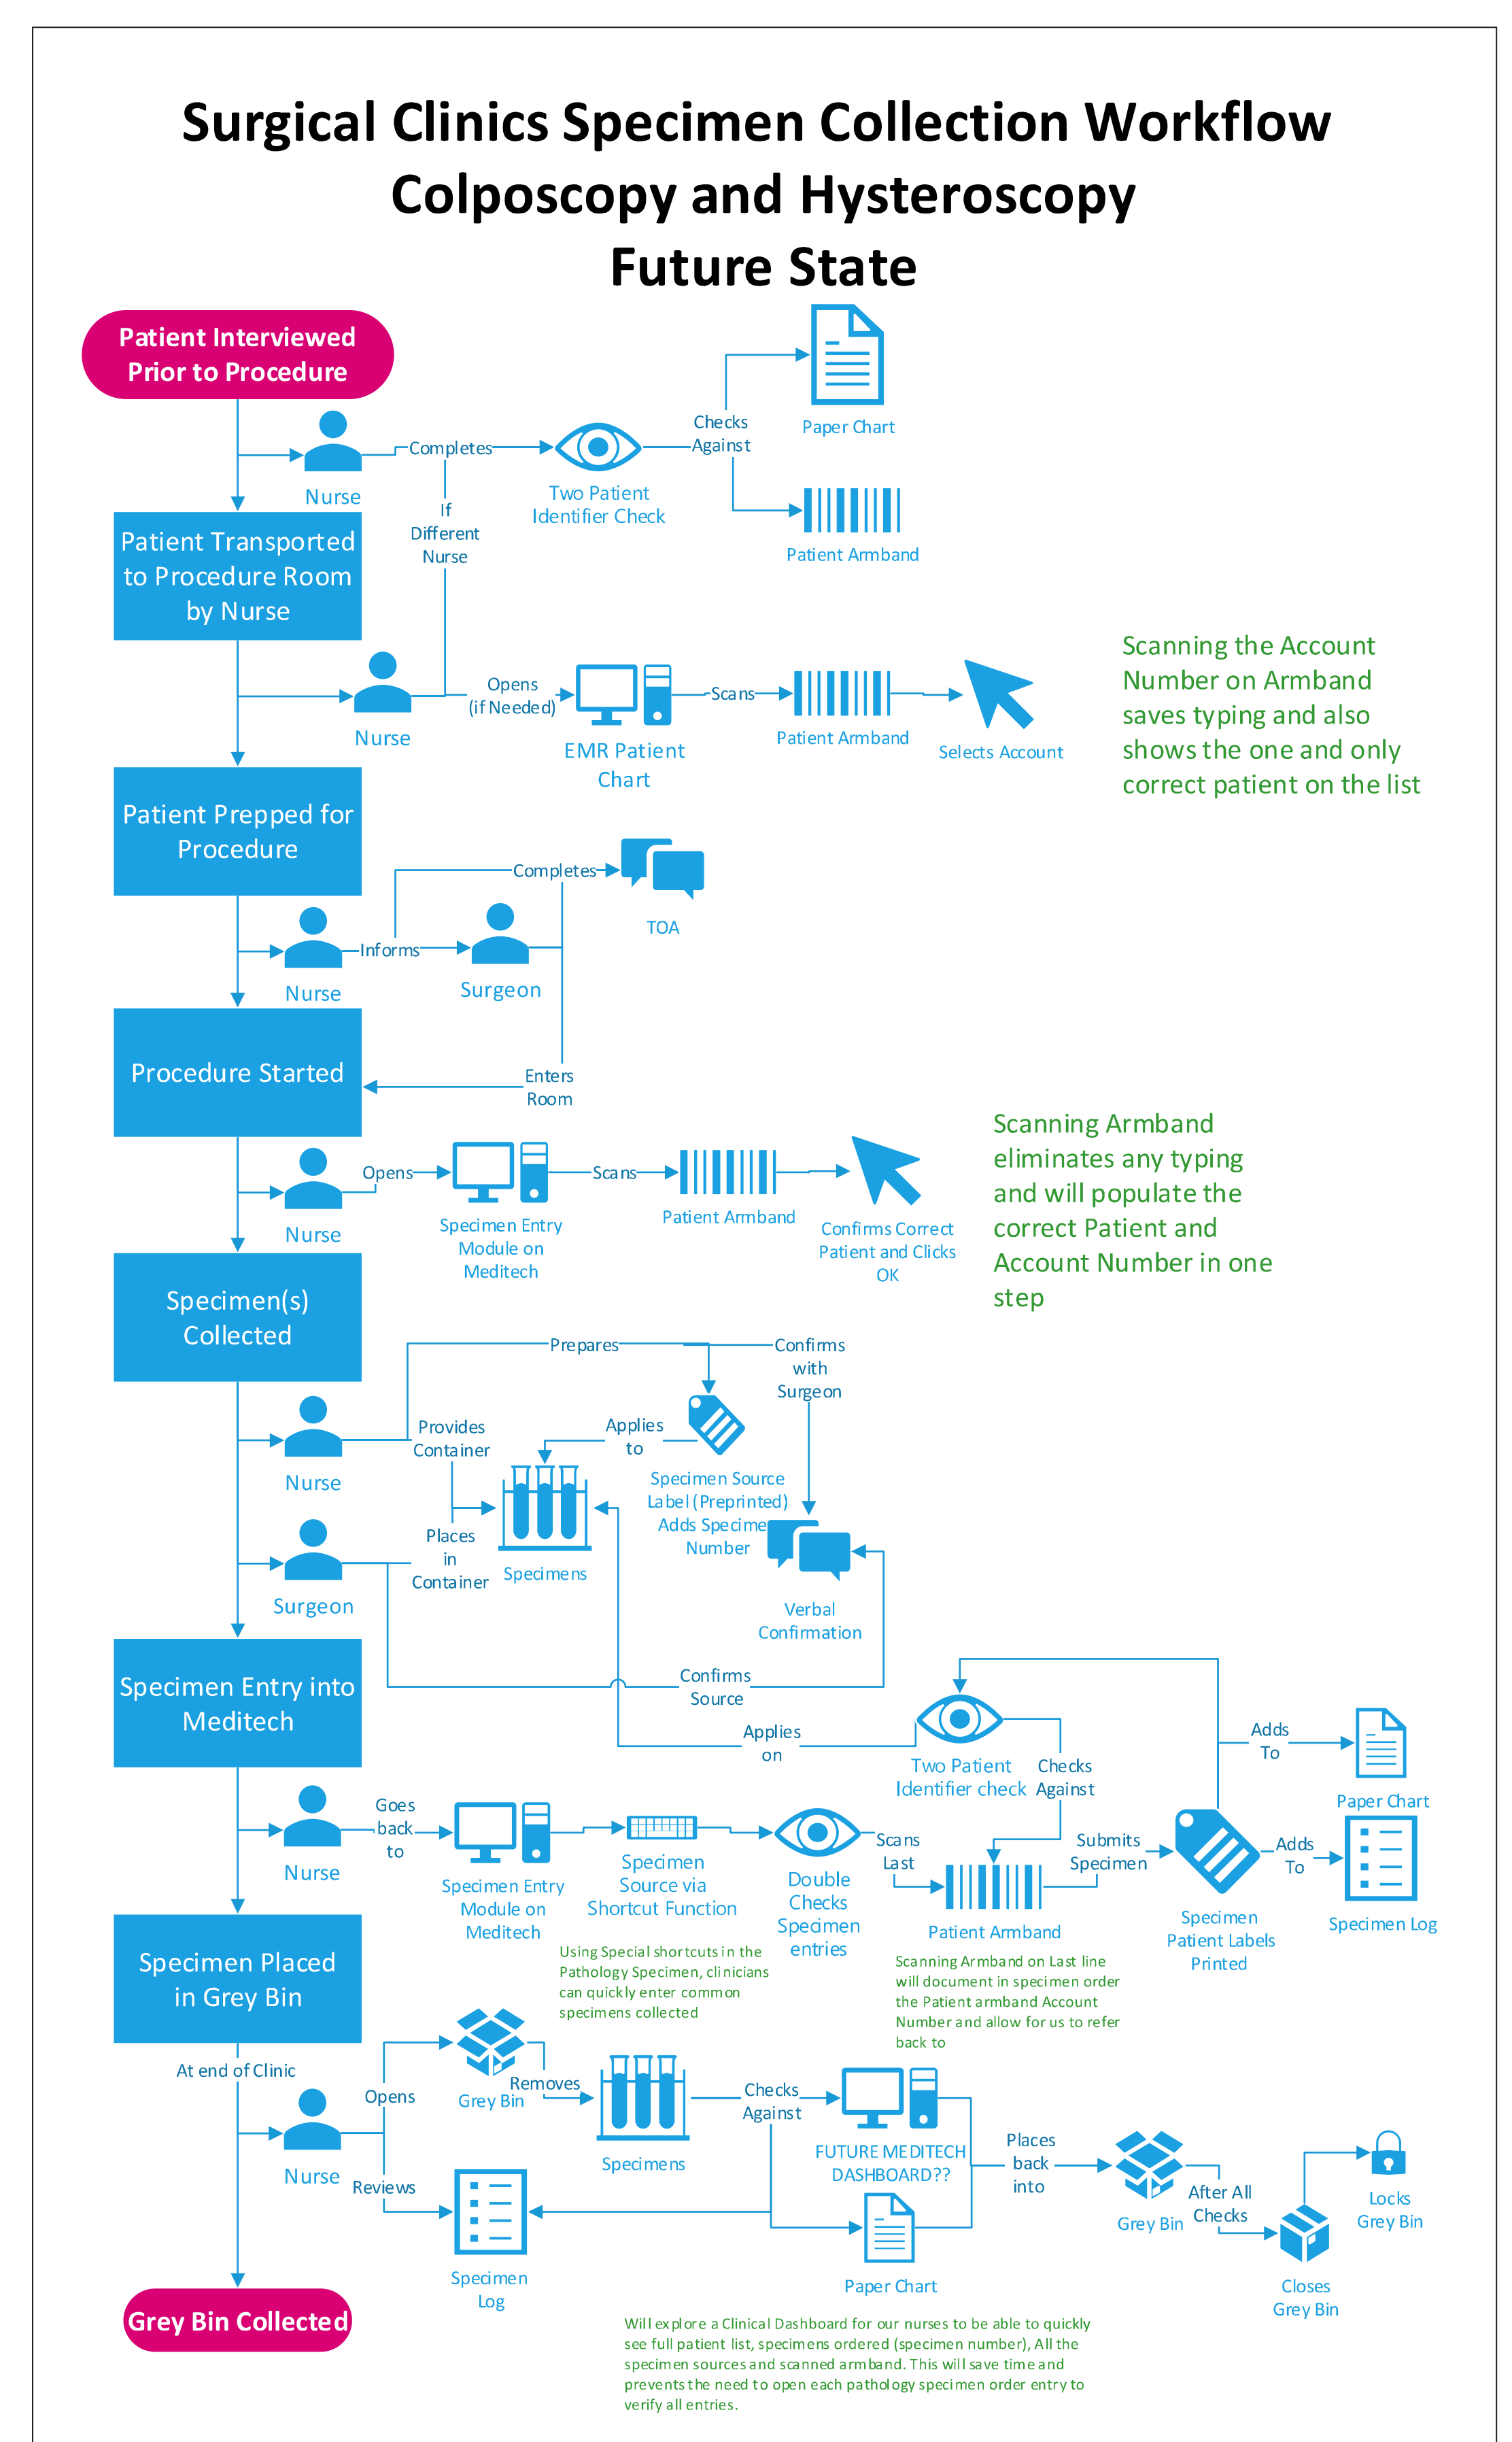 Surgical Clinics Specimen Collection Workflow
Colposcopy and Hysteroscopy
Future State
Patient Interviewed
Prior to Procedure
Nurse
Completes
Two Patient
Identifier Check
Checks
Against
Paper Chart
Patient Armband
If
Different
Nurse
Patient Transported
to Procedure Room
by Nurse
Nurse
Opens
(if Needed)
EMR Patient
Chart
Scans
Patient Armband
Selects Account
Scanning the Account
Number on Armband
saves typing and also
shows the one and only
correct patient on the list
Patient Prepped for
Procedure
Nurse
Informs
Completes
TOA
Surgeon
Enters
Room
Procedure Started
Nurse
Opens
Specimen Entry
Module on
Meditech
Scans
Patient Armband
Confirms Correct
Patient and Clicks
OK
Scanning Armband
eliminates any typing
and will populate the
correct Patient and
Account Number in one
step
Specimen(s)
Collected
Nurse
Prepares
Confirms
with
Surgeon
Provides
Container
Applies
to
Specimen Source
Label (Preprinted)
Adds Specime
Number
Places
in
Container
Specimens
Surgeon
Verbal
Confirmation
Confirms
Source
Specimen Entry into
Meditech
Applies
on
Two Patient
Identifier check
Checks
Against
Adds
To
Paper Chart
Nurse
Goes
back
to
Specimen Entry
Module on
Meditech
Specimen
Source via
Shortcut Function
Double
Checks
Specimen
entries
Scans
Last
Patient Armband
Submits
Specimen
Specimen
Patient Labels
Printed
Adds
To
Specimen Log
Using Special shortcuts in the
Pathology Specimen, clinicians
can quickly enter common
specimens collected
Scanning Armband on Last line
will document in specimen order
the Patient armband Account
Number and allow for us to refer
back to
Specimen Placed
in Grey Bin
At end of Clinic
Nurse
Opens
Grey Bin
Removes
Specimens
Checks
Against
FUTURE MEDITECH
DASHBOARD??
Reviews
Specimen
Log
Paper Chart
Places
back
into
Grey Bin
After All
Checks
Closes
Grey Bin
Locks
Grey Bin
Grey Bin Collected
Will explore a Clinical Dashboard for our nurses to be able to quickly
see full patient list, specimens ordered (specimen number), All the
specimen sources and scanned armband. This will save time and
prevents the need to open each pathology specimen order entry to
verify all entries.